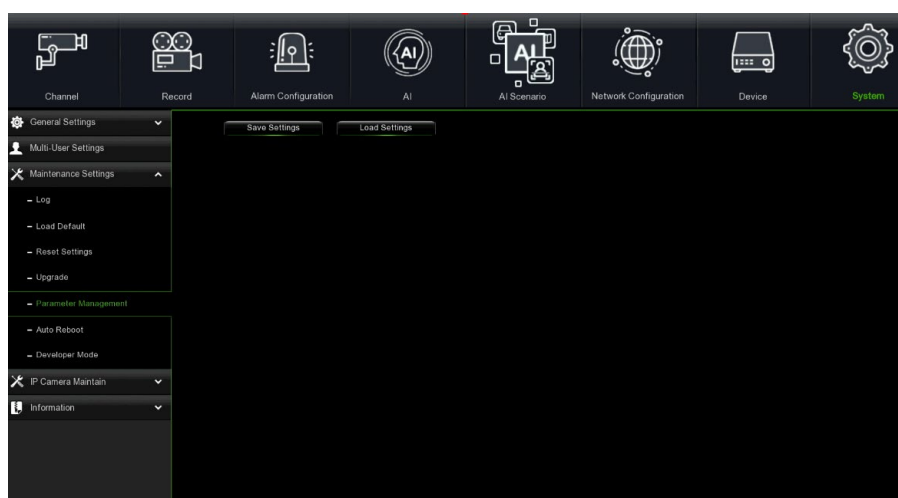 Channel
Record
Alarm Configuration
AI
AI
AI
AI Scenario
Network Configuration
Device
System
General Settings
Save Settings
Load Settings
Multi-User Settings
Maintenance Settings
– Log
– Load Default
– Reset Settings
– Upgrade
– Parameter Management
– Auto Reboot
– Developer Mode
IP Camera Maintain
Information